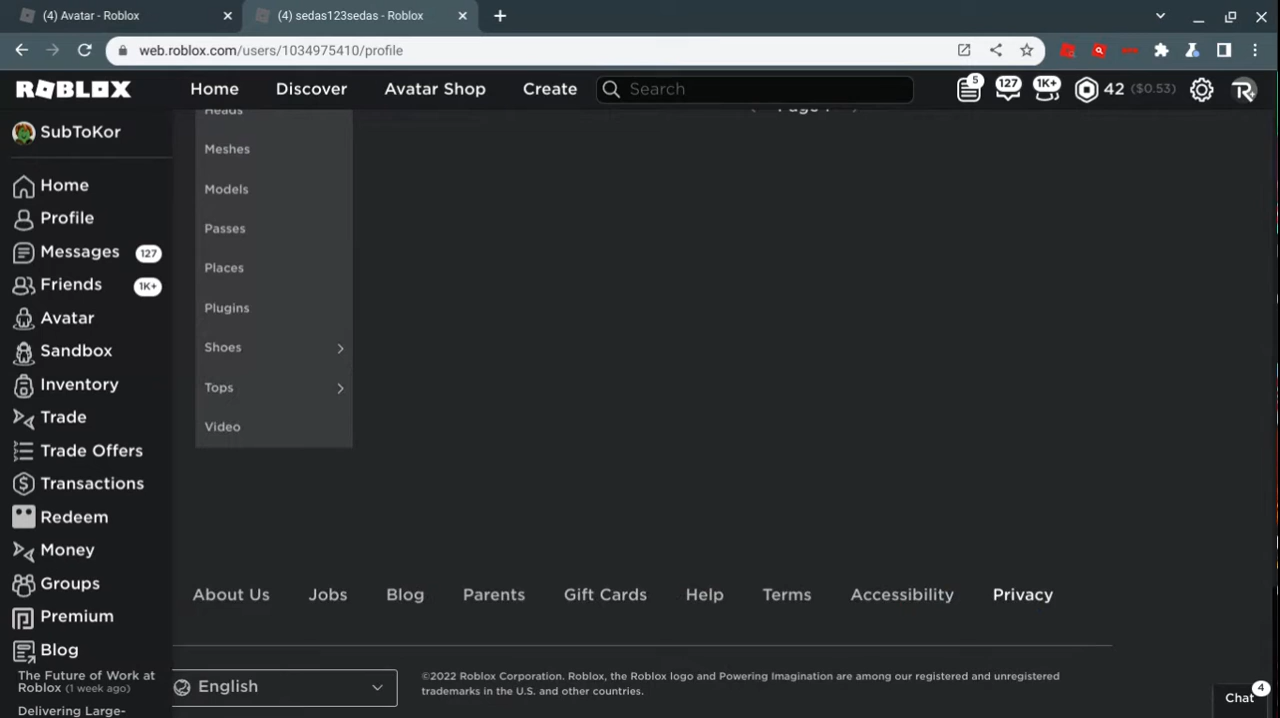 (4) Avatar - Roblox
(4) sedas123sedas - Roblox
web.roblox.com/users/1034975410/profile
ROBLOX
Home
Discover
Avatar Shop
Create
Search
5
127
1K+
42 ($0.53)
SubToKor
Home
Profile
Messages 127
Friends 1K+
Avatar
Sandbox
Inventory
Trade
Trade Offers
Transactions
Redeem
Money
Groups
Premium
Blog
The Future of Work at
Roblox (1 week ago)
Delivering Large-
Heads
Meshes
Models
Passes
Places
Plugins
Shoes
Tops
Video
About Us
Jobs
Blog
Parents
Gift Cards
Help
Terms
Accessibility
Privacy
English
©2022 Roblox Corporation. Roblox, the Roblox logo and Powering Imagination are among our registered and unregistered
trademarks in the U.S. and other countries.
Chat 4